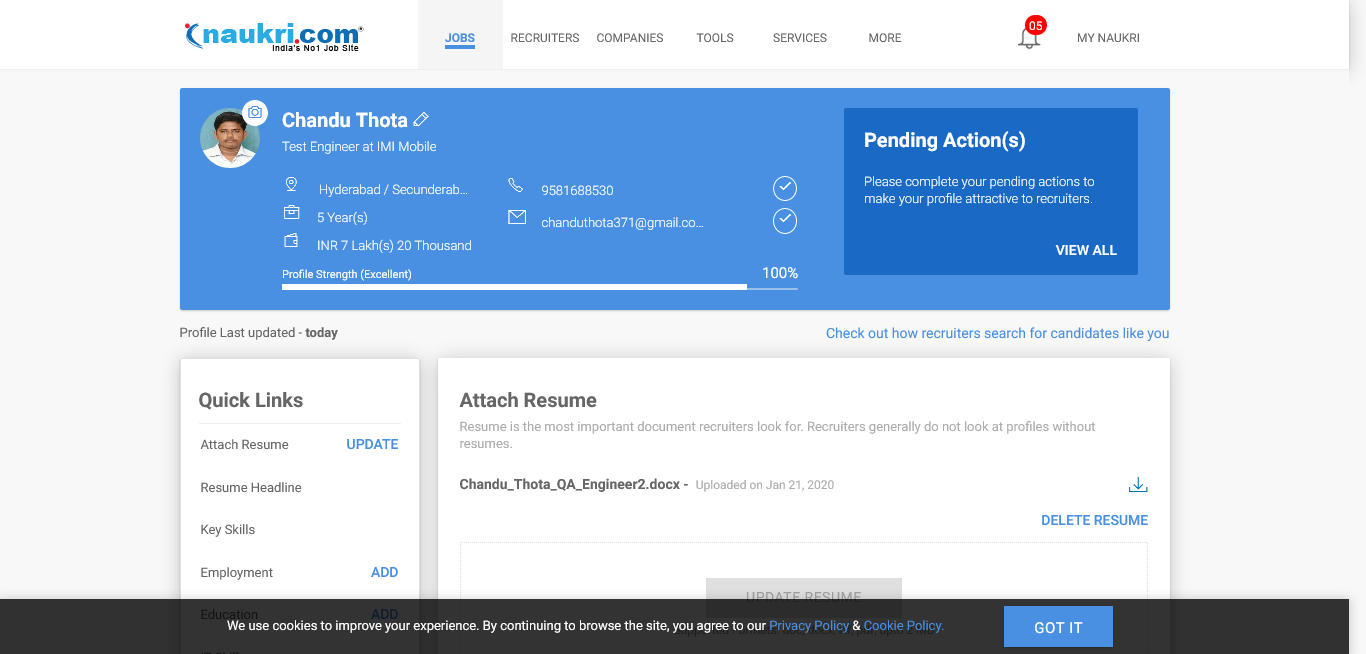 naukri.com
India's No1 Job Site
JOBS
RECRUITERS
COMPANIES
TOOLS
SERVICES
MORE
05
MY NAUKRI
Chandu Thota
Test Engineer at IMI Mobile
Hyderabad / Secunderab...
9581688530
5 Year(s)
chanduthota371@gmail.co...
INR 7 Lakh(s) 20 Thousand
Profile Strength (Excellent)
100%
Pending Action(s)
Please complete your pending actions to
make your profile attractive to recruiters.
VIEW ALL
Profile Last updated - today
Check out how recruiters search for candidates like you
Quick Links
Attach Resume UPDATE
Resume Headline
Key Skills
Employment ADD
Education ADD
Attach Resume
Resume is the most important document recruiters look for. Recruiters generally do not look at profiles without
resumes.
Chandu_Thota_QA_Engineer2.docx - Uploaded on Jan 21, 2020
DELETE RESUME
UPDATE RESUME
We use cookies to improve your experience. By continuing to browse the site, you agree to our Privacy Policy & Cookie Policy.
GOT IT